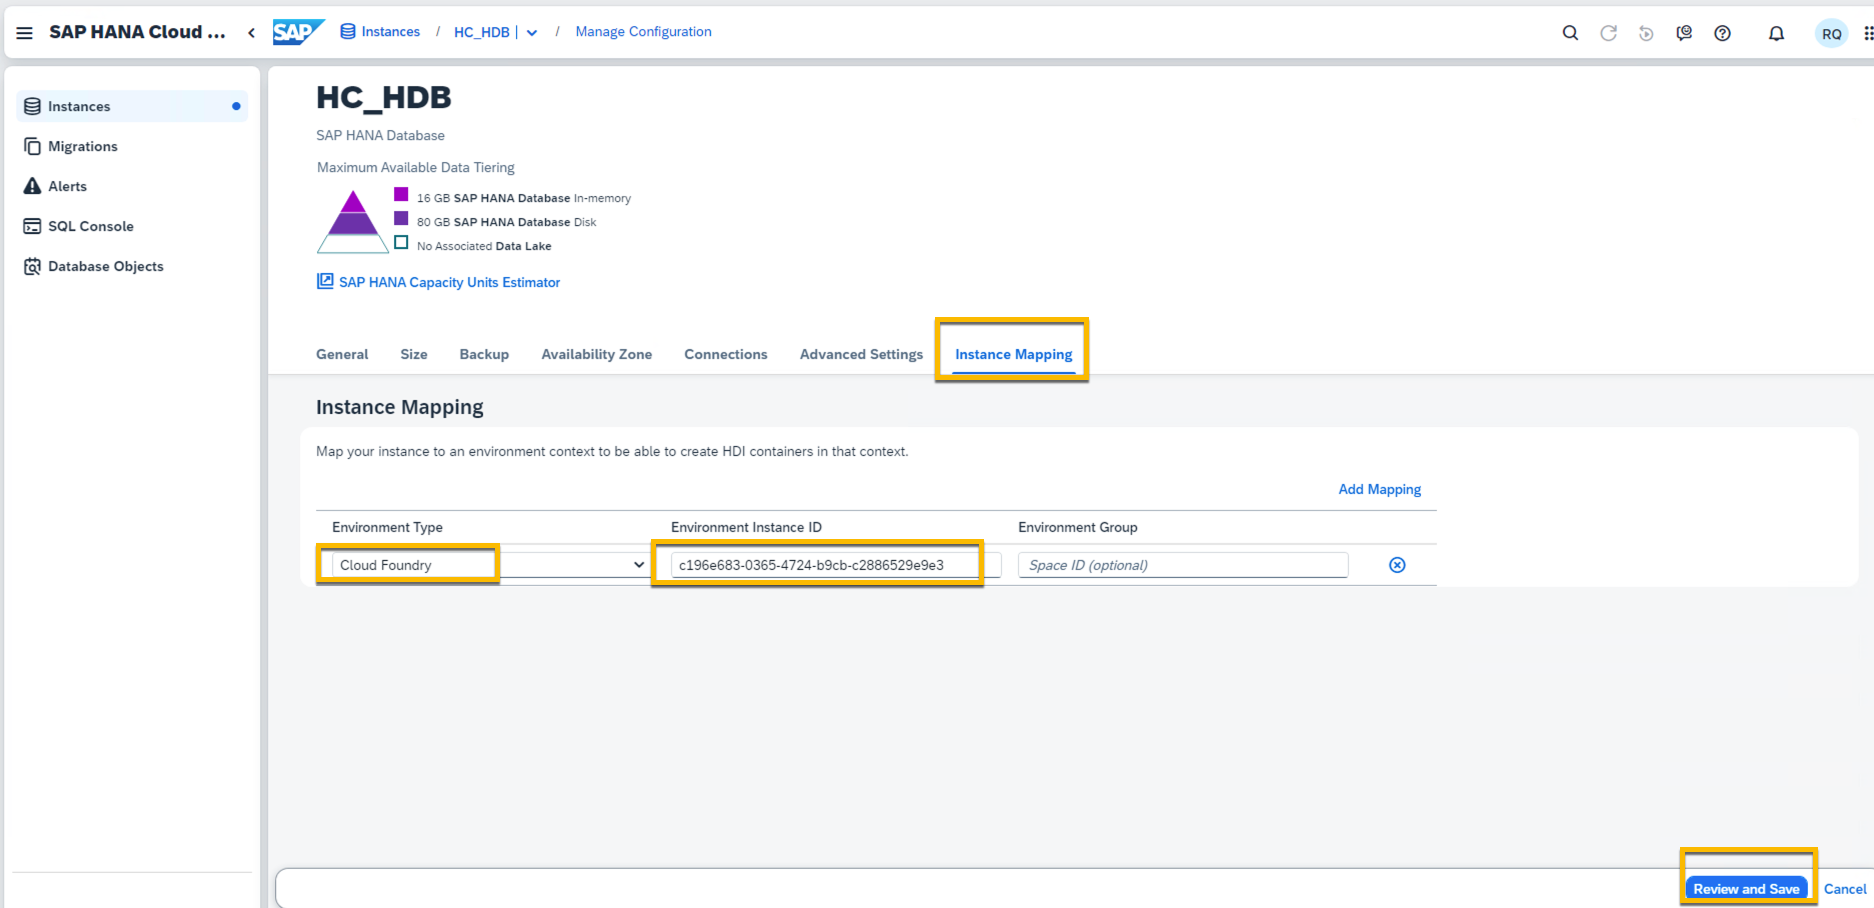 SAP HANA Cloud ...
SAP
Instances / HC_HDB / Manage Configuration
RQ
Instances
Migrations
Alerts
SQL Console
Database Objects
HC_HDB
SAP HANA Database
Maximum Available Data Tiering
16 GB SAP HANA Database In-memory
80 GB SAP HANA Database Disk
No Associated Data Lake
SAP HANA Capacity Units Estimator
General Size Backup Availability Zone Connections Advanced Settings Instance Mapping
Instance Mapping
Map your instance to an environment context to be able to create HDI containers in that context.
Add Mapping
Environment Type Environment Instance ID Environment Group
Cloud Foundry c196e683-0365-4724-b9cb-c2886529e9e3 Space ID (optional)
Review and Save Cancel